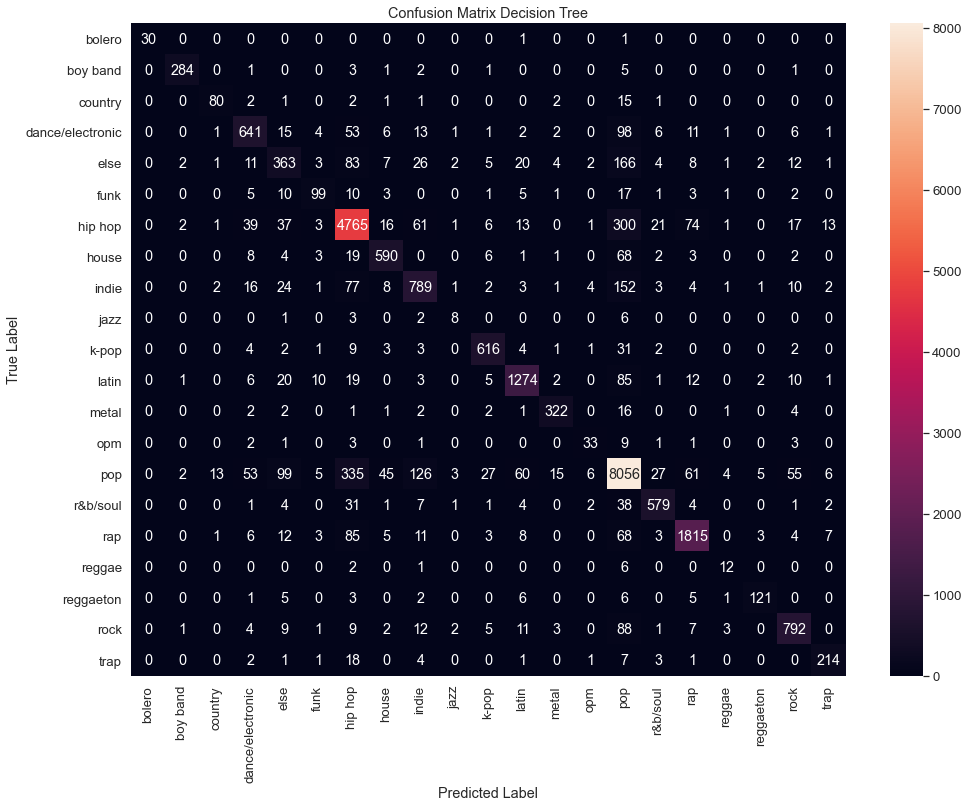 Confusion Matrix Decision Tree
True Label
bolero 30 0 0 0 0 0 0 0 0 0 0 1 0 0 1 0 0 0 0 0 0
boy band 0 284 0 1 0 0 3 1 2 0 1 0 0 0 5 0 0 0 0 1 0
country 0 0 80 2 1 0 2 1 1 0 0 0 2 0 15 1 0 0 0 0 0
dance/electronic 0 0 1 641 15 4 53 6 13 1 1 2 2 0 98 6 11 1 0 6 1
else 0 2 1 11 363 3 83 7 26 2 5 20 4 2 166 4 8 1 2 12 1
funk 0 0 0 5 10 99 10 3 0 0 1 5 1 0 17 1 3 1 0 2 0
hip hop 0 2 1 39 37 3 4765 16 61 1 6 13 0 1 300 21 74 1 0 17 13
house 0 0 0 8 4 3 19 590 0 0 6 1 1 0 68 2 3 0 0 2 0
indie 0 0 2 16 24 1 77 8 789 1 2 3 1 4 152 3 4 1 1 10 2
jazz 0 0 0 0 1 0 3 0 2 8 0 0 0 0 6 0 0 0 0 0 0
k-pop 0 0 0 4 2 1 9 3 3 0 616 4 1 1 31 2 0 0 0 2 0
latin 0 1 0 6 20 10 19 0 3 0 5 1274 2 0 85 1 12 0 2 10 1
metal 0 0 0 2 2 0 1 1 2 0 2 1 322 0 16 0 0 1 0 4 0
opm 0 0 0 2 1 0 3 0 1 0 0 0 0 33 9 1 1 0 0 3 0
pop 0 2 13 53 99 5 335 45 126 3 27 60 15 6 8056 27 61 4 5 55 6
r&b/soul 0 0 0 1 4 0 31 1 7 1 1 4 0 2 38 579 4 0 0 1 2
rap 0 0 1 6 12 3 85 5 11 0 3 8 0 0 68 3 1815 0 3 4 7
reggae 0 0 0 0 0 0 2 0 1 0 0 0 0 0 6 0 0 12 0 0 0
reggaeton 0 0 0 1 5 0 3 0 2 0 0 6 0 0 6 0 5 1 121 0 0
rock 0 1 0 4 9 1 9 2 12 2 5 11 3 0 88 1 7 3 0 792 0
trap 0 0 0 2 1 1 18 0 4 0 0 1 0 1 7 3 1 0 0 0 214
bolero boy band country dance/electronic else funk hip hop house indie jazz k-pop latin metal opm pop r&b/soul rap reggae reggaeton rock trap
Predicted Label
8000
7000
6000
5000
4000
3000
2000
1000
0